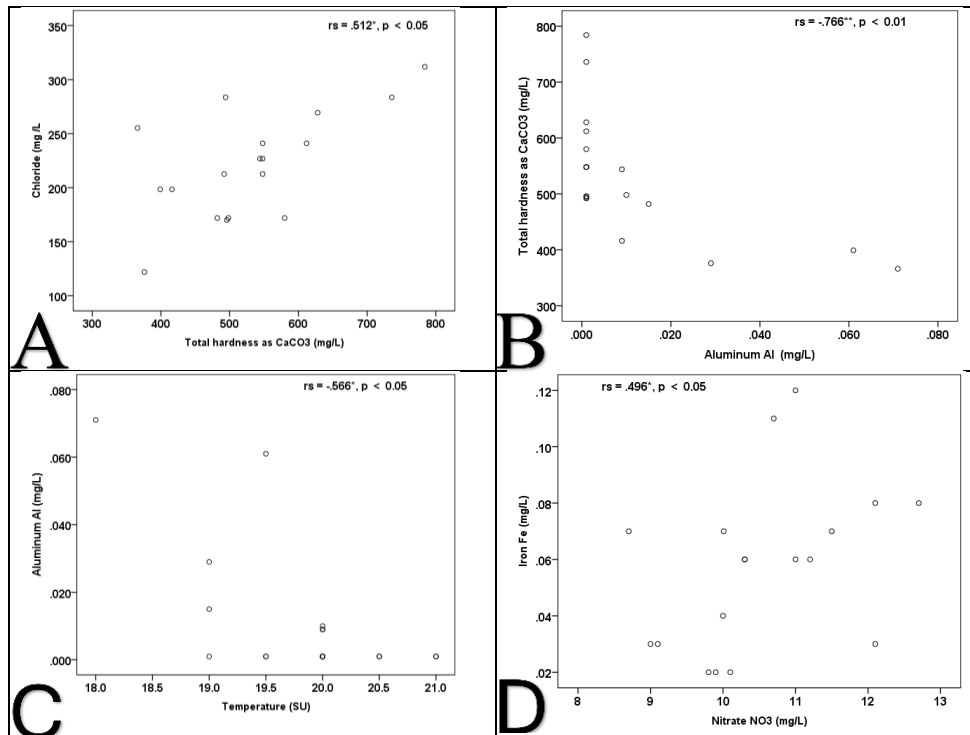 rs = .512*, p < 0.05
350
300
250
200
150
100
Chloride (mg /L
300 400 500 600 700 800
Total hardness as CaCO3 (mg/L)
A
rs = -.766**, p < 0.01
800
700
600
500
400
300
Total hardness as CaCO3 (mg/L)
.000 .020 .040 .060 .080
Aluminum Al (mg/L)
B
rs = -.566*, p < 0.05
.080
.060
.040
.020
.000
Aluminum Al (mg/L)
18.0 18.5 19.0 19.5 20.0 20.5 21.0
Temperature (SU)
C
rs = .496*, p < 0.05
.12
.10
.08
.06
.04
.02
Iron Fe (mg/L)
8 9 10 11 12 13
Nitrate NO3 (mg/L)
D